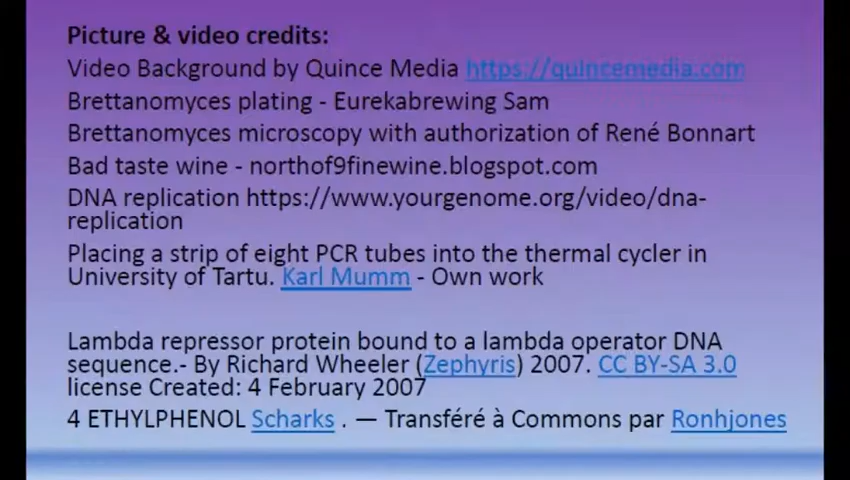 Picture & video credits:
Video Background by Quince Media https://quincemedia.com
Brettanomyces plating - Eurekabrewing Sam
Brettanomyces microscopy with authorization of René Bonnart
Bad taste wine - northof9finewine.blogspot.com
DNA replication https://www.yourgenome.org/video/dna-
replication
Placing a strip of eight PCR tubes into the thermal cycler in
University of Tartu. Karl Mumm - Own work
Lambda repressor protein bound to a lambda operator DNA
sequence.- By Richard Wheeler (Zephyris) 2007. CC BY-SA 3.0
license Created: 4 February 2007
4 ETHYLPHENOL Scharks . — Transféré à Commons par Ronhjones